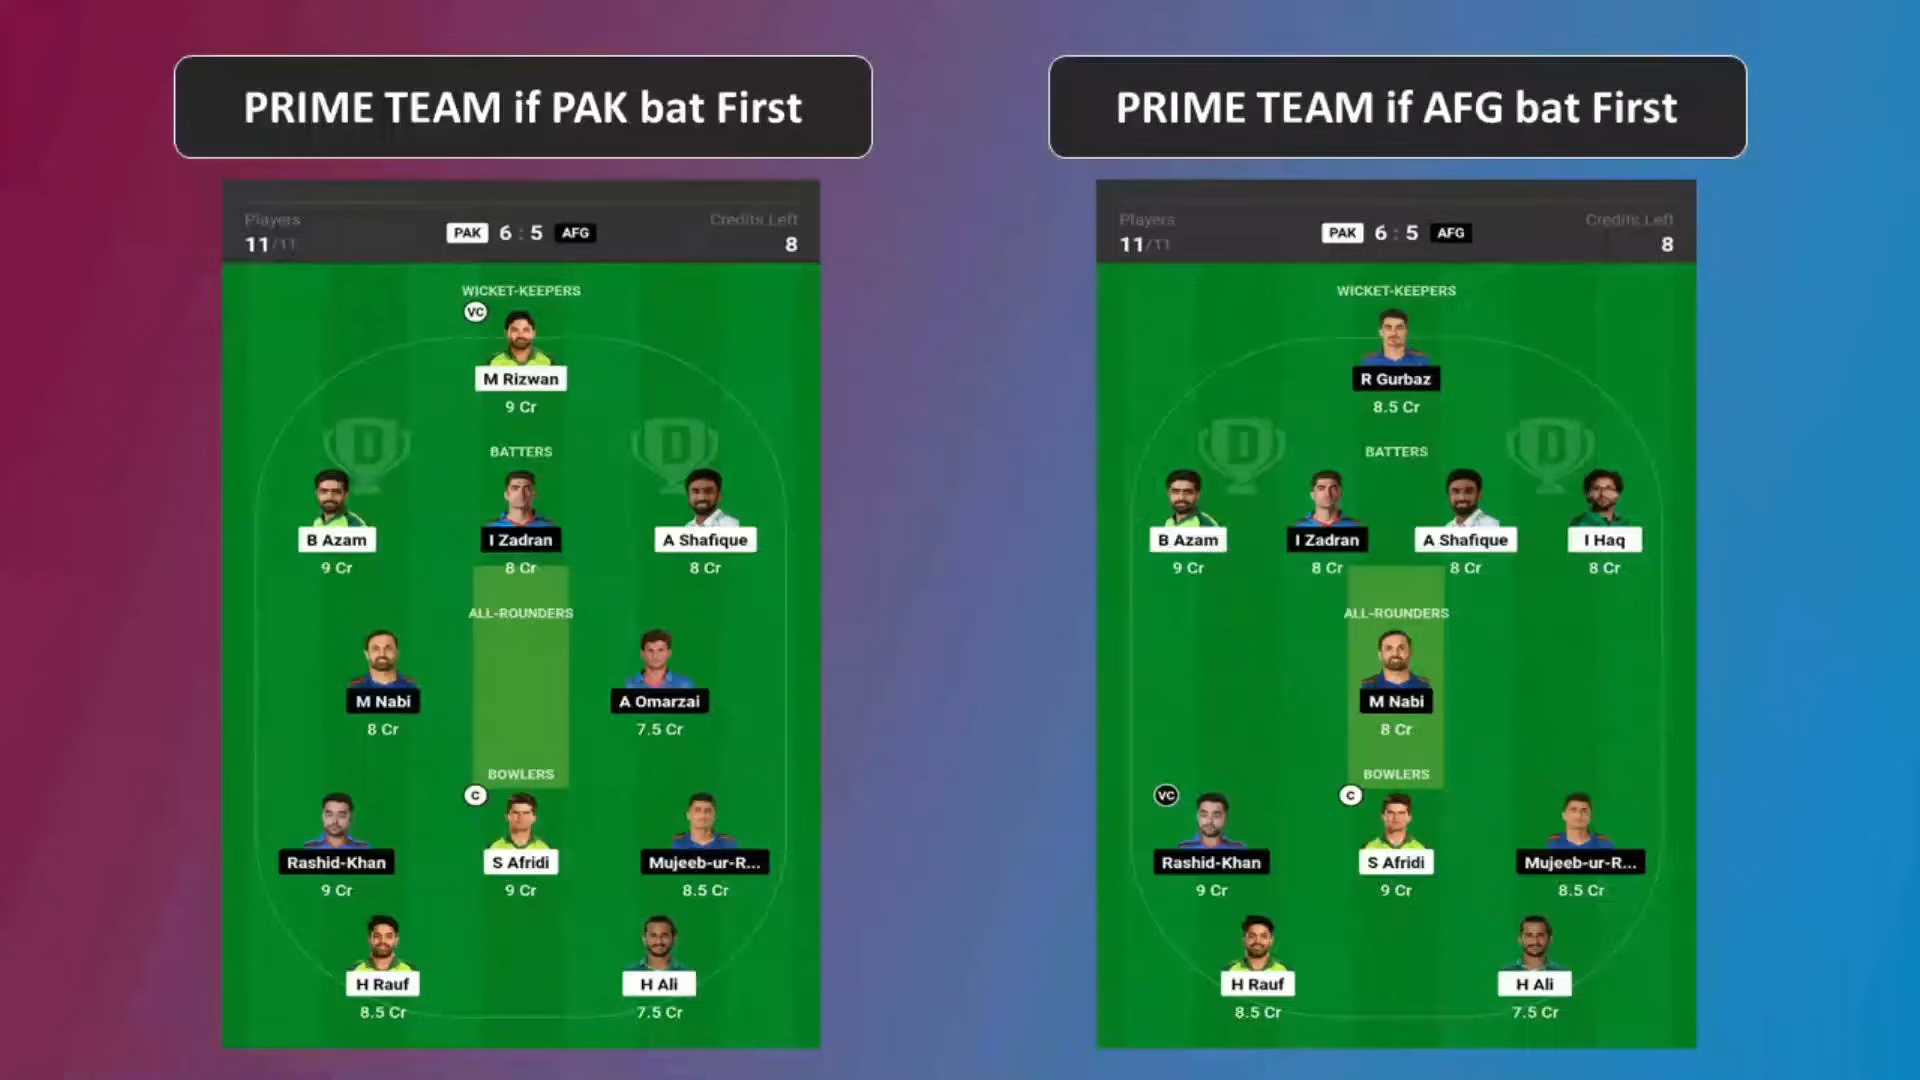 PRIME TEAM if PAK bat First
Players
Credits Left
11/11
PAK 6 : 5 AFG
8
WICKET-KEEPERS
VC
M Rizwan
9 Cr
D D
BATTERS
B Azam I Zadran A Shafique
9 Cr 8 Cr 8 Cr
ALL-ROUNDERS
M Nabi A Omarzai
8 Cr 7.5 Cr
BOWLERS
C
Rashid-Khan S Afridi Mujeeb-ur-R...
9 Cr 9 Cr 8.5 Cr
H Rauf H Ali
8.5 Cr 7.5 Cr
PRIME TEAM if AFG bat First
Players
Credits Left
11/11
PAK 6 : 5 AFG
8
WICKET-KEEPERS
R Gurbaz
8.5 Cr
D D
BATTERS
B Azam I Zadran A Shafique I Haq
9 Cr 8 Cr 8 Cr 8 Cr
ALL-ROUNDERS
M Nabi
8 Cr
BOWLERS
VC C
Rashid-Khan S Afridi Mujeeb-ur-R...
9 Cr 9 Cr 8.5 Cr
H Rauf H Ali
8.5 Cr 7.5 Cr